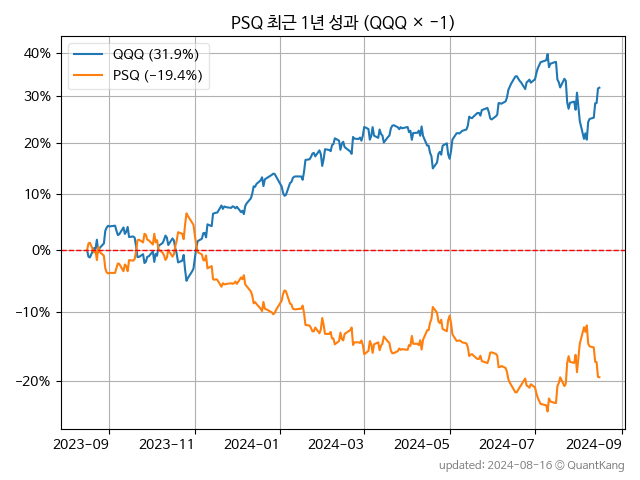 PSQ 최근 1년 성과 (QQQ × -1)
QQQ (31.9%)
PSQ (-19.4%)
40%
30%
20%
10%
0%
-10%
-20%
2023-09 2023-11 2024-01 2024-03 2024-05 2024-07 2024-09
updated: 2024-08-16 © QuantKang